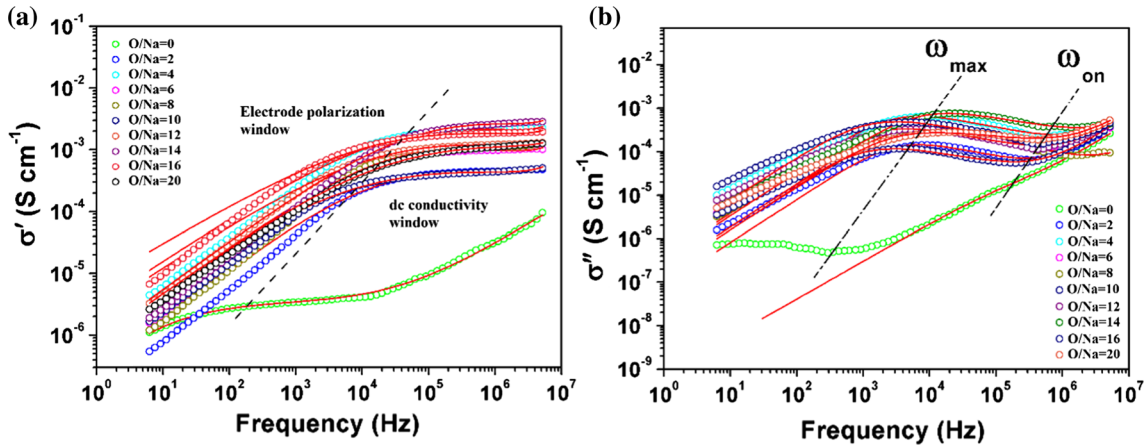 (a)
10⁻¹
10⁻²
10⁻³
10⁻⁴
10⁻⁵
10⁻⁶
σ′ (S cm⁻¹)
O/Na=0
O/Na=2
O/Na=4
O/Na=6
O/Na=8
O/Na=10
O/Na=12
O/Na=14
O/Na=16
O/Na=20
Electrode polarization
window
dc conductivity
window
10⁰ 10¹ 10² 10³ 10⁴ 10⁵ 10⁶ 10⁷
Frequency (Hz)
(b)
10⁻²
10⁻³
10⁻⁴
10⁻⁵
10⁻⁶
10⁻⁷
10⁻⁸
10⁻⁹
σ″ (S cm⁻¹)
ωmax
ωon
O/Na=0
O/Na=2
O/Na=4
O/Na=6
O/Na=8
O/Na=10
O/Na=12
O/Na=14
O/Na=16
O/Na=20
10⁰ 10¹ 10² 10³ 10⁴ 10⁵ 10⁶ 10⁷
Frequency (Hz)